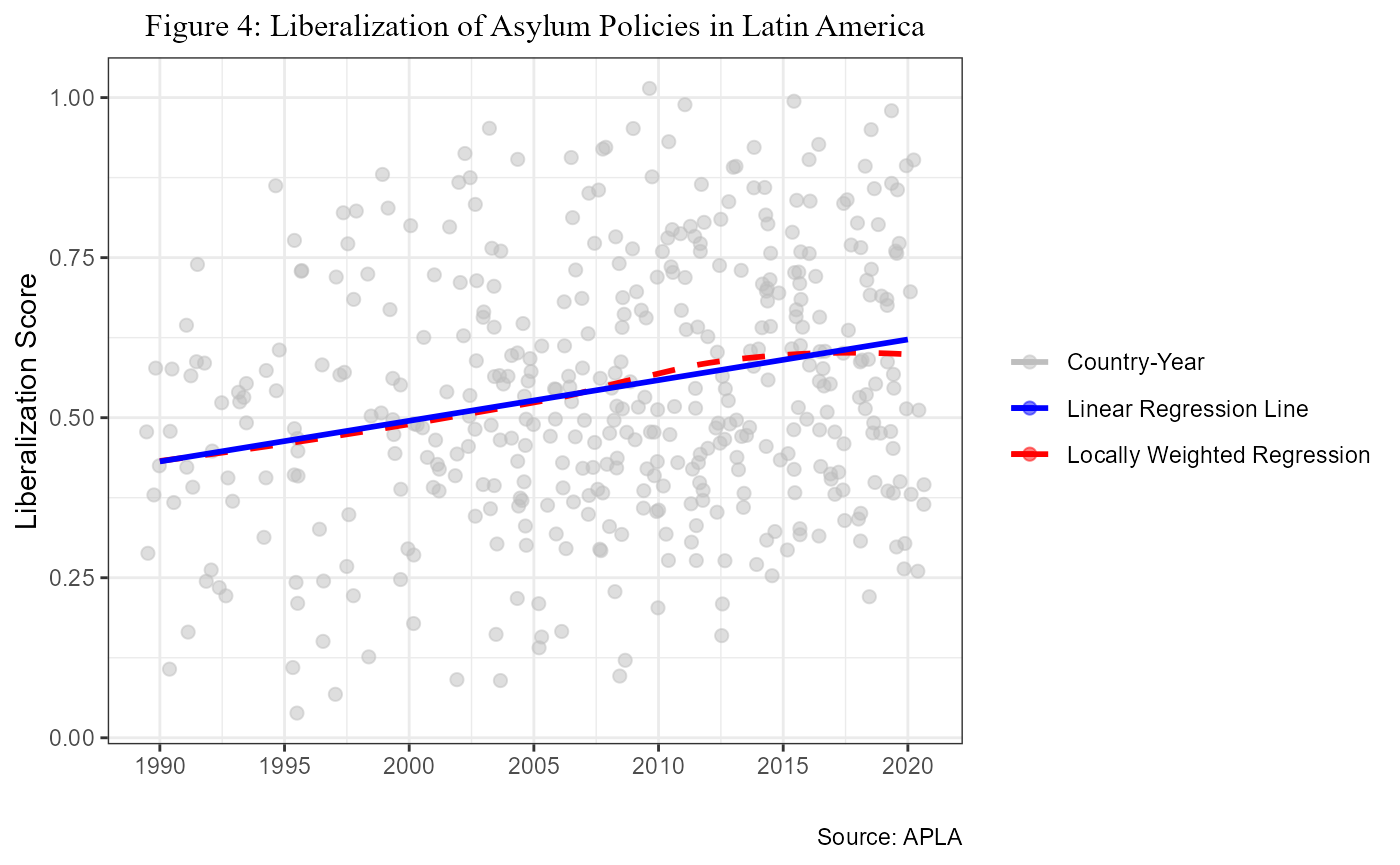 Figure 4: Liberalization of Asylum Policies in Latin America
Liberalization Score
1.00
0.75
0.50
0.25
0.00
1990 1995 2000 2005 2010 2015 2020
Country-Year
Linear Regression Line
Locally Weighted Regression
Source: APLA